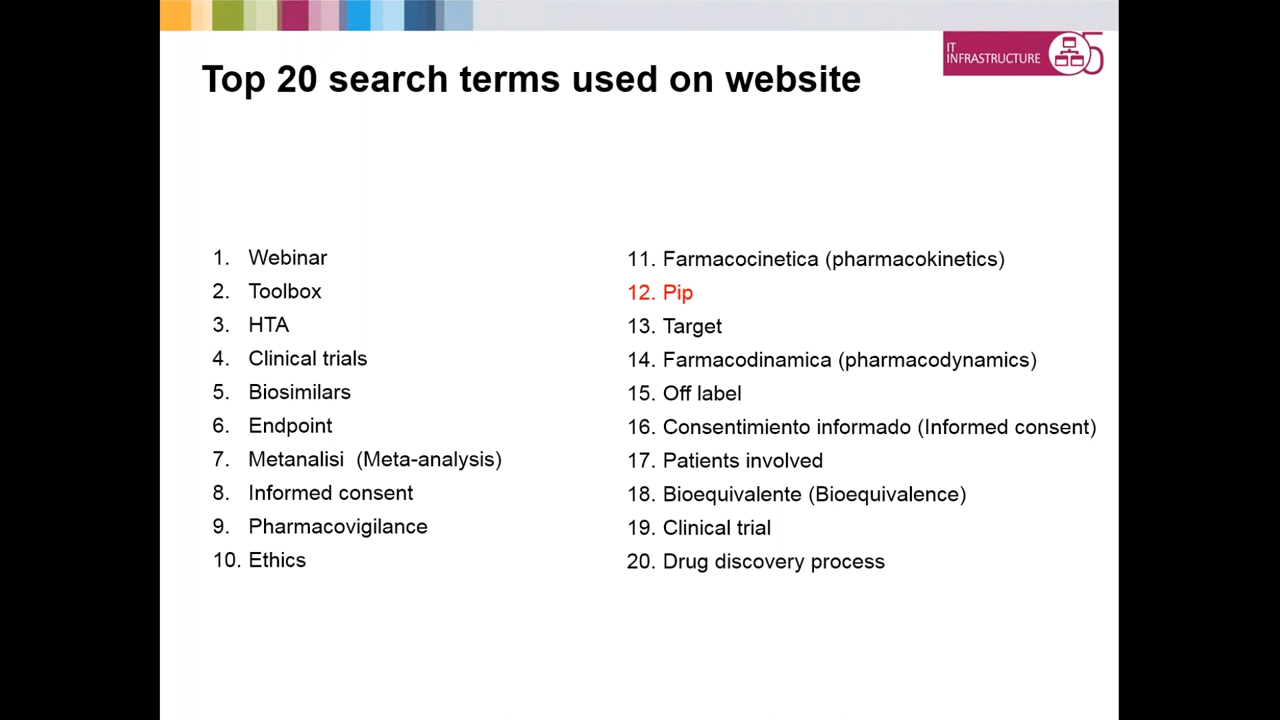 IT
INFRASTRUCTURE
5
Top 20 search terms used on website
1. Webinar
2. Toolbox
3. HTA
4. Clinical trials
5. Biosimilars
6. Endpoint
7. Metanalisi (Meta-analysis)
8. Informed consent
9. Pharmacovigilance
10. Ethics
11. Farmacocinetica (pharmacokinetics)
12. Pip
13. Target
14. Farmacodinamica (pharmacodynamics)
15. Off label
16. Consentimiento informado (Informed consent)
17. Patients involved
18. Bioequivalente (Bioequivalence)
19. Clinical trial
20. Drug discovery process